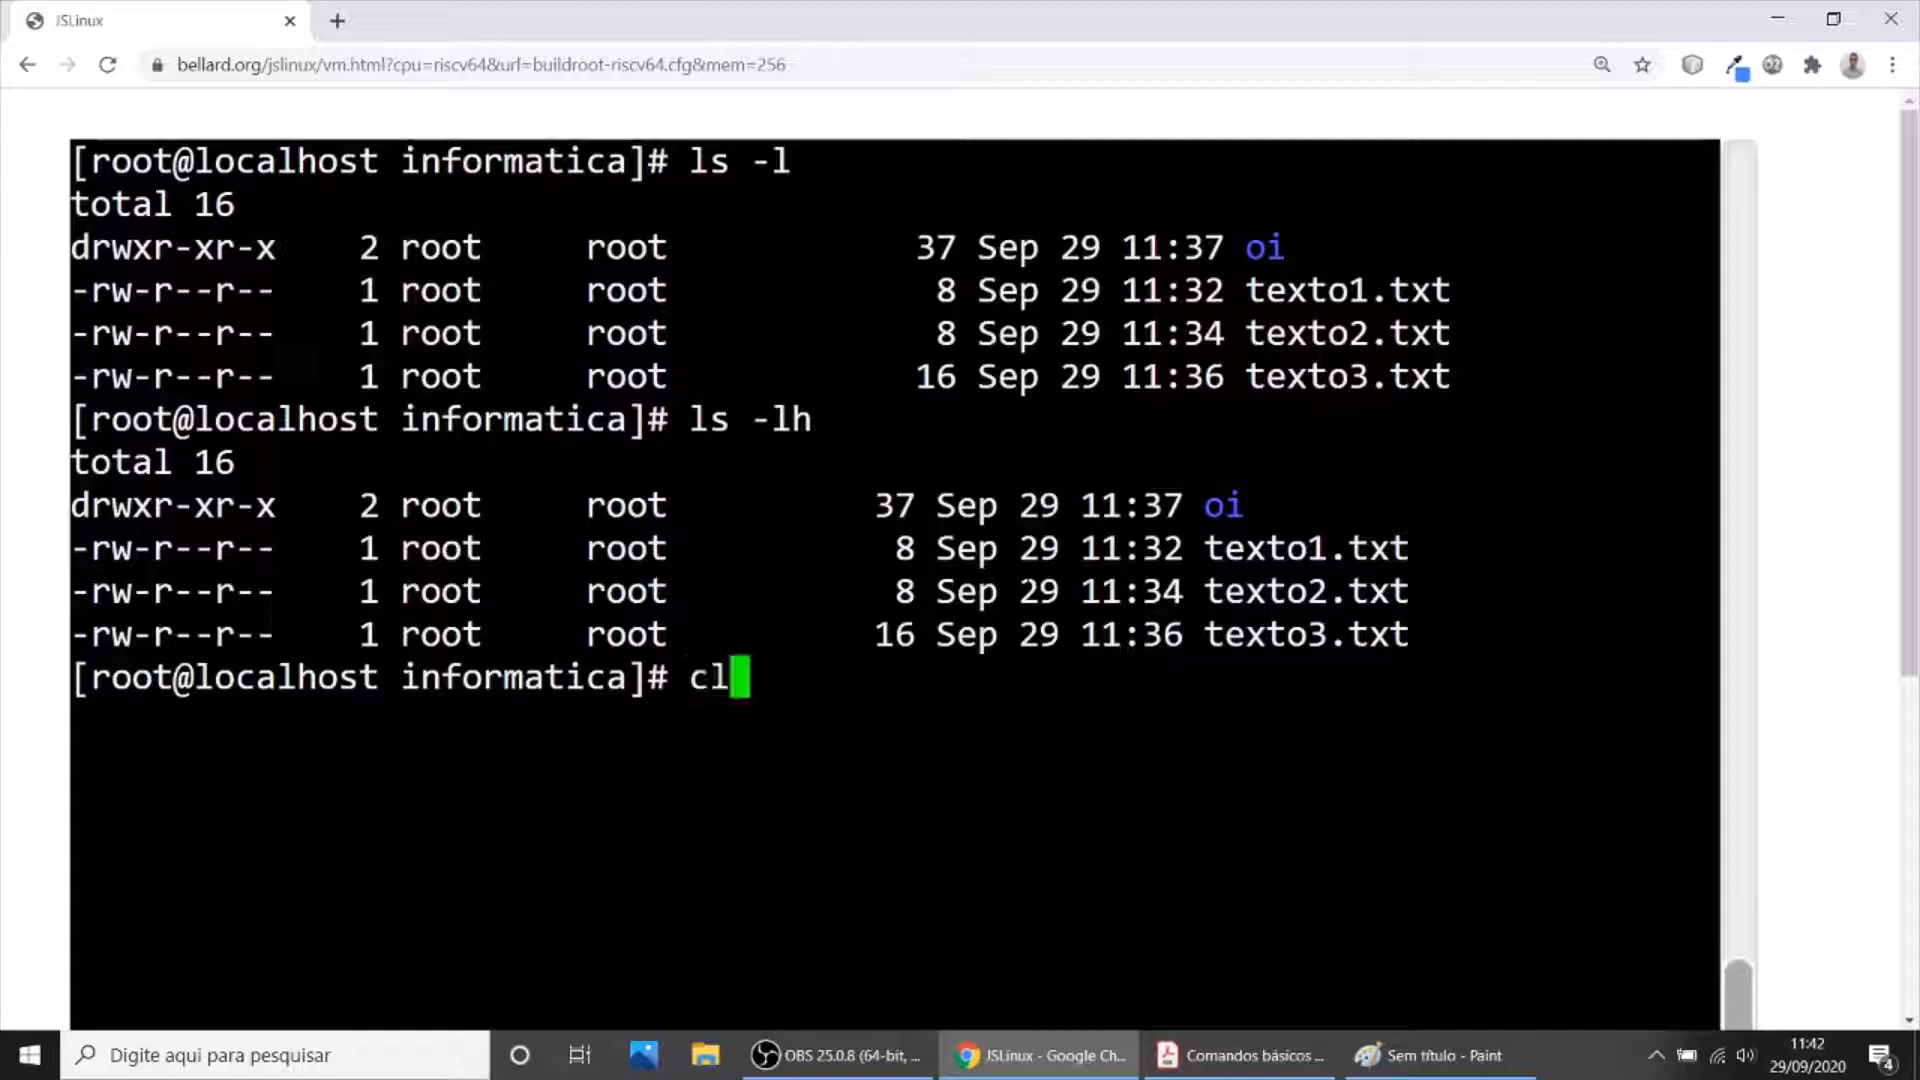 JSLinux
bellard.org/jslinux/vm.html?cpu=riscv64&url=buildroot-riscv64.cfg&mem=256
[root@localhost informatica]# ls -l
total 16
drwxr-xr-x 2 root root 37 Sep 29 11:37 oi
-rw-r--r-- 1 root root 8 Sep 29 11:32 texto1.txt
-rw-r--r-- 1 root root 8 Sep 29 11:34 texto2.txt
-rw-r--r-- 1 root root 16 Sep 29 11:36 texto3.txt
[root@localhost informatica]# ls -lh
total 16
drwxr-xr-x 2 root root 37 Sep 29 11:37 oi
-rw-r--r-- 1 root root 8 Sep 29 11:32 texto1.txt
-rw-r--r-- 1 root root 8 Sep 29 11:34 texto2.txt
-rw-r--r-- 1 root root 16 Sep 29 11:36 texto3.txt
[root@localhost informatica]# cl
Digite aqui para pesquisar
OBS 25.0.8 (64-bit, ...
JSLinux - Google Ch...
Comandos básicos ...
Sem título - Paint
11:42
29/09/2020
4